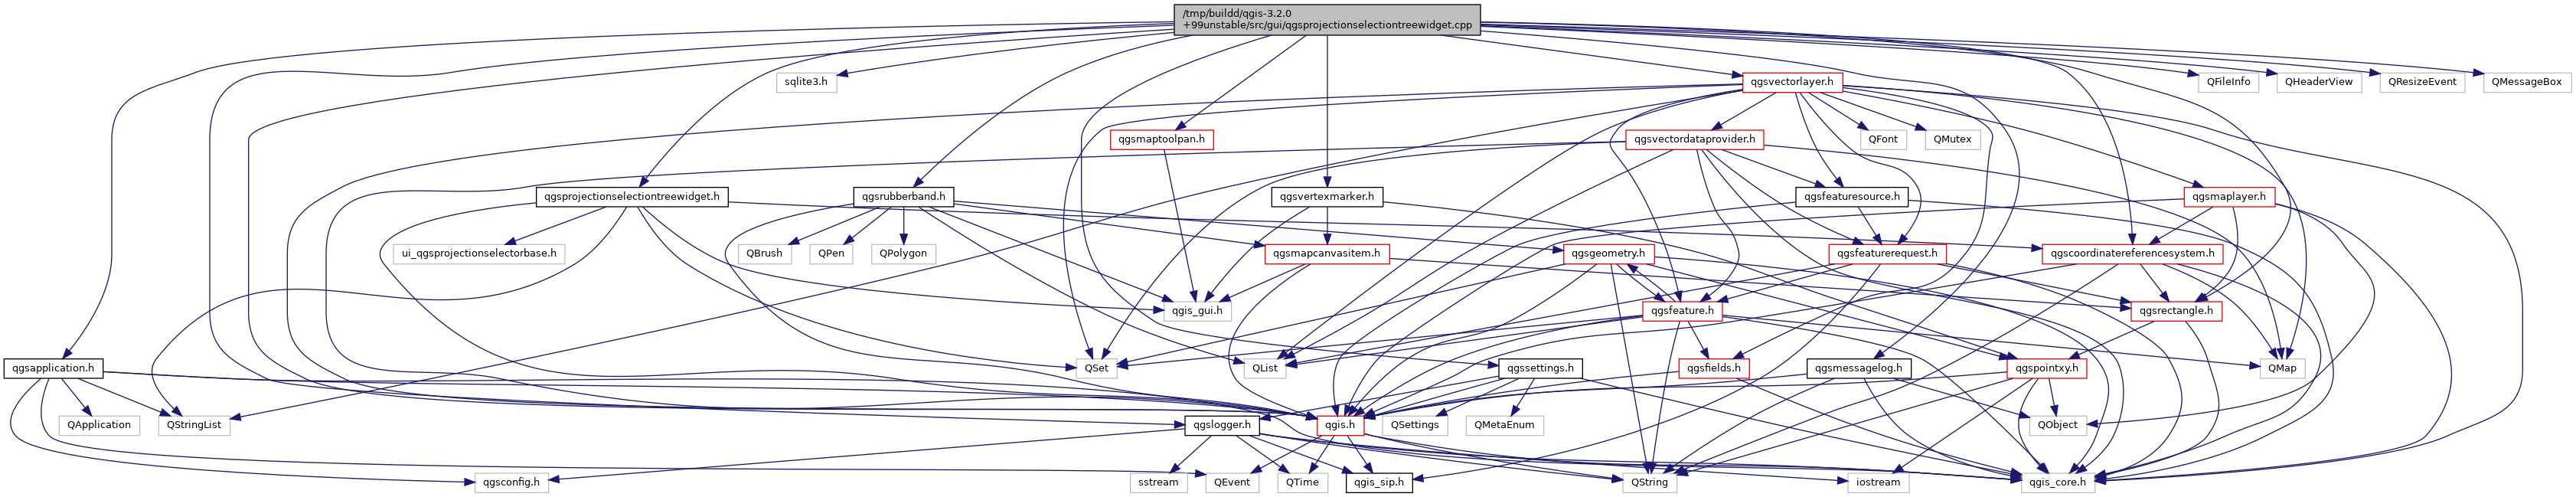 /tmp/buildd/qgis-3.2.0
+99unstable/src/gui/qgsprojectionselectiontreewidget.cpp
sqlite3.h
qgsvectorlayer.h
QFileInfo
QHeaderView
QResizeEvent
QMessageBox
qgsmaptoolpan.h
qgsvectordataprovider.h
QFont
QMutex
qgsprojectionselectiontreewidget.h
qgsrubberband.h
qgsvertexmarker.h
qgsfeaturesource.h
qgsmaplayer.h
ui_qgsprojectionselectorbase.h
QBrush
QPen
QPolygon
qgsmapcanvasitem.h
qgsgeometry.h
qgsfeaturerequest.h
qgscoordinatereferencesystem.h
qgis_gui.h
qgsfeature.h
qgsrectangle.h
qgsapplication.h
QSet
QList
qgssettings.h
qgsfields.h
qgsmessagelog.h
qgspointxy.h
QMap
QApplication
QStringList
qgslogger.h
qgis.h
QSettings
QMetaEnum
QObject
qgsconfig.h
sstream
QEvent
QTime
qgis_sip.h
QString
iostream
qgis_core.h